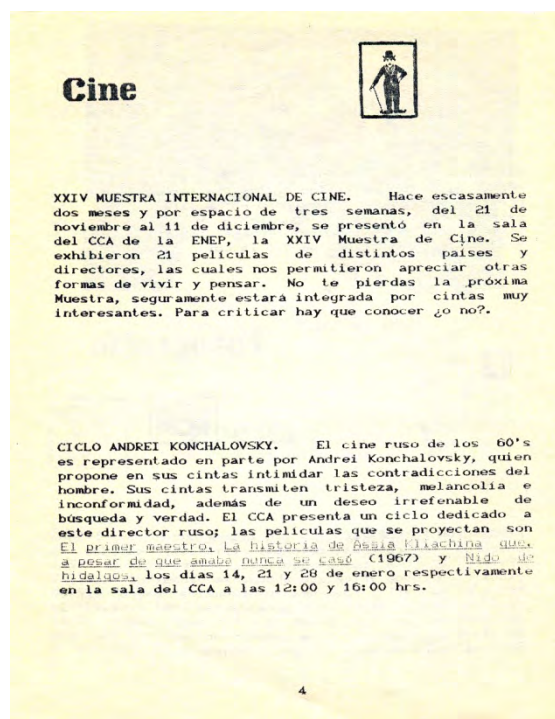 Cine
XXIV MUESTRA INTERNACIONAL DE CINE. Hace escasamente
dos meses y por espacio de tres semanas, del 21 de
noviembre al 11 de diciembre, se presentó en la sala
del CCA de la ENEP, la XXIV Muestra de Cine. Se
exhibieron 21 películas de distintos países y
directores, las cuales nos permitieron apreciar otras
formas de vivir y pensar. No te pierdas la próxima
Muestra, seguramente estará integrada por cintas muy
interesantes. Para criticar hay que conocer ¿o no?.
CICLO ANDREI KONCHALOVSKY. El cine ruso de los 60's
es representado en parte por Andrei Konchalovsky, quien
propone en sus cintas intimidar las contradicciones del
hombre. Sus cintas transmiten tristeza, melancolía e
inconformidad, además de un deseo irrefenable de
búsqueda y verdad. El CCA presenta un ciclo dedicado a
este director ruso; las películas que se proyectan son
El primer maestro, La historia de Assia Kliachina que,
a pesar de que amaba nunca se casó (1967) y Nido de
hidalgos, los días 14, 21 y 28 de enero respectivamente
en la sala del CCA a las 12:00 y 16:00 hrs.
4